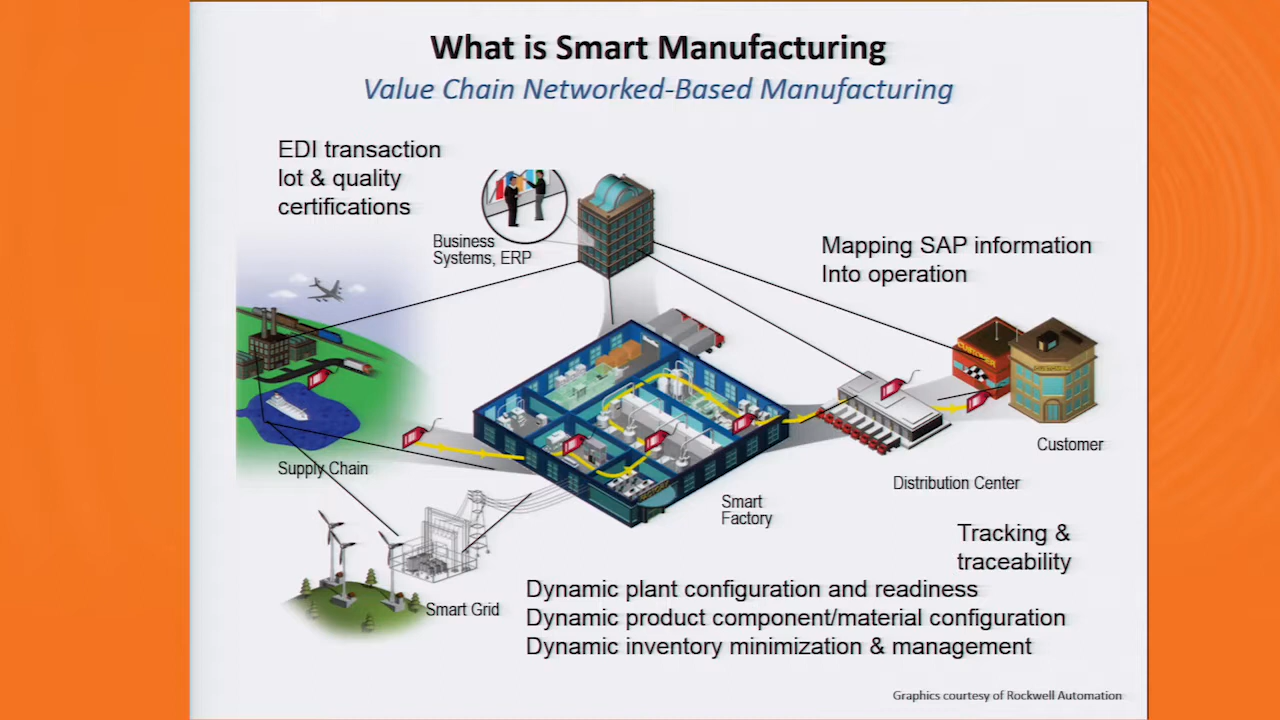 What is Smart Manufacturing
Value Chain Networked-Based Manufacturing
EDI transaction
lot & quality
certifications
Business
Systems, ERP
Mapping SAP information
Into operation
Supply Chain
Smart
Factory
Customer
Distribution Center
Tracking &
traceability
Smart Grid
Dynamic plant configuration and readiness
Dynamic product component/material configuration
Dynamic inventory minimization & management
Graphics courtesy of Rockwell Automation